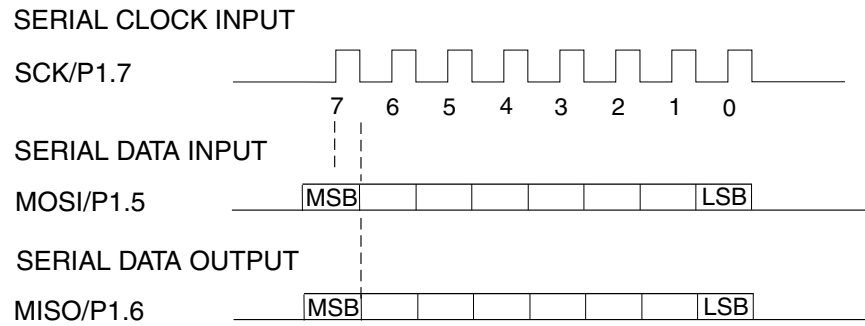 SERIAL CLOCK INPUT
SCK/P1.7
7 6 5 4 3 2 1 0
SERIAL DATA INPUT
MOSI/P1.5
MSB LSB
SERIAL DATA OUTPUT
MISO/P1.6
MSB LSB